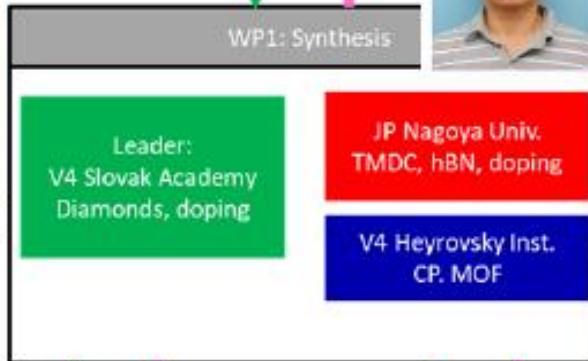 WP1: Synthesis
Leader:
V4 Slovak Academy
Diamonds, doping
JP Nagoya Univ.
TMDC, hBN, doping
V4 Heyrovsky Inst.
CP. MOF